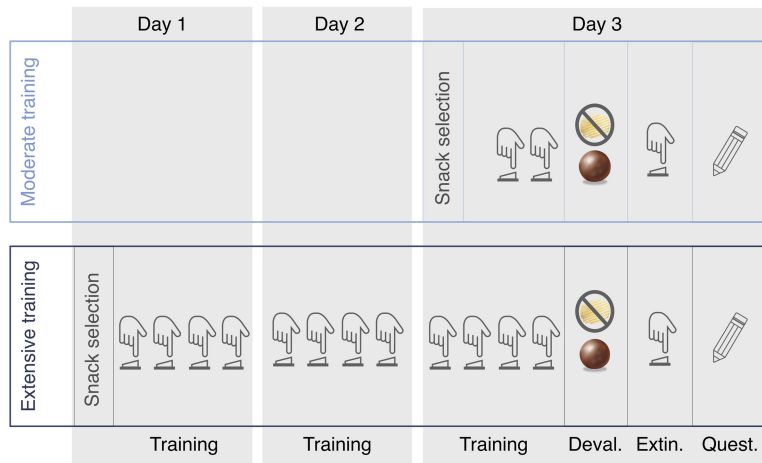 Day 1
Day 2
Day 3
Moderate training
Snack selection
Extensive training
Snack selection
Training
Training
Training
Deval.
Extin.
Quest.